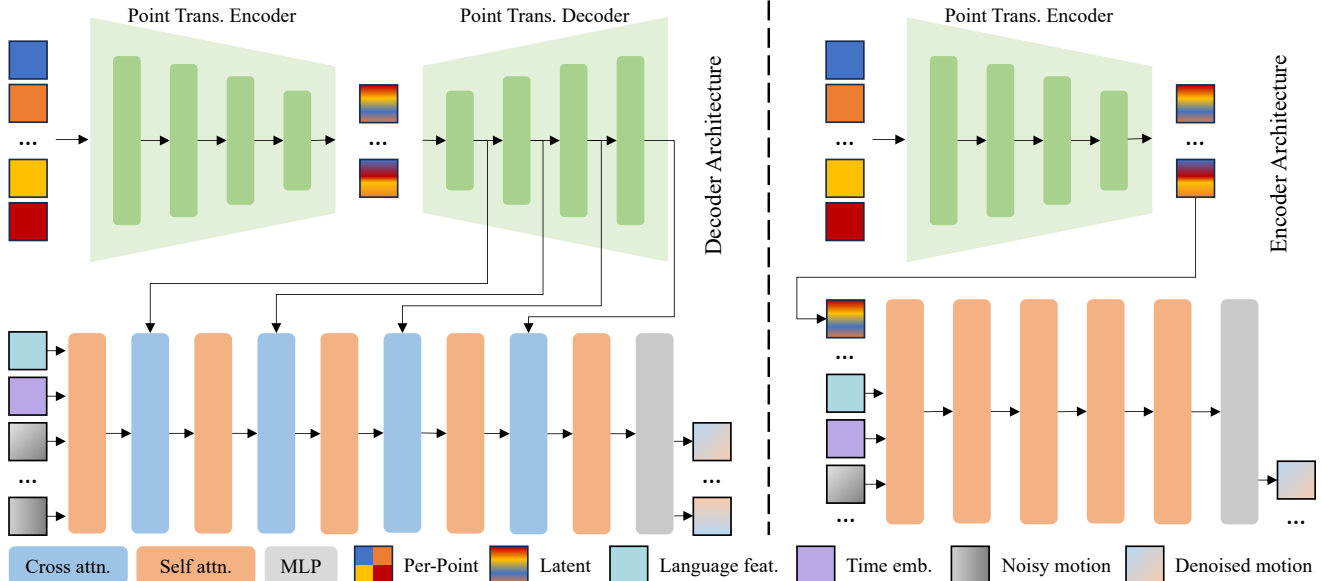 Point Trans. Encoder
Point Trans. Decoder
Decoder Architecture
...
...
...
...
...
Point Trans. Encoder
Encoder Architecture
...
...
...
...
...
Cross attn.
Self attn.
MLP
Per-Point
Latent
Language feat.
Time emb.
Noisy motion
Denoised motion